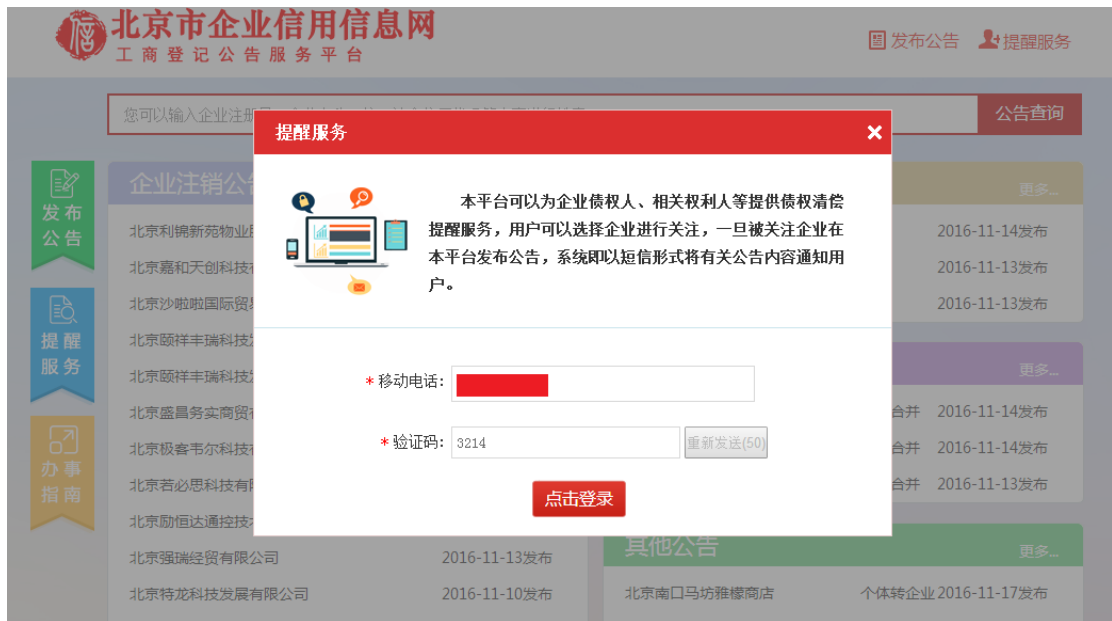 北京市企业信用信息网
工商登记公告服务平台
发布公告 提醒服务
您可以输入企业注册
公告查询
提醒服务
本平台可以为企业债权人、相关权利人等提供债权清偿
提醒服务，用户可以选择企业进行关注，一旦被关注企业在
本平台发布公告，系统即以短信形式将有关公告内容通知用
户。
*移动电话：
*验证码： 3214 重新发送(50)
点击登录
发布
公告
提醒
服务
办事
指南
企业注销公告
北京利锦新苑物业
北京嘉和天创科技
北京沙啦啦国际贸
北京颐祥丰瑞科技
北京颐祥丰瑞科技
北京盛昌务实商贸
北京极客韦尔科技
北京若必思科技有
北京励恒达通控技
北京强瑞经贸有限公司 2016-11-13发布
北京特龙科技发展有限公司 2016-11-10发布
更多...
2016-11-14发布
2016-11-13发布
2016-11-13发布
更多...
合并 2016-11-14发布
合并 2016-11-14发布
合并 2016-11-13发布
其他公告 更多...
北京南口马坊雅檬商店 个体转企业 2016-11-17发布